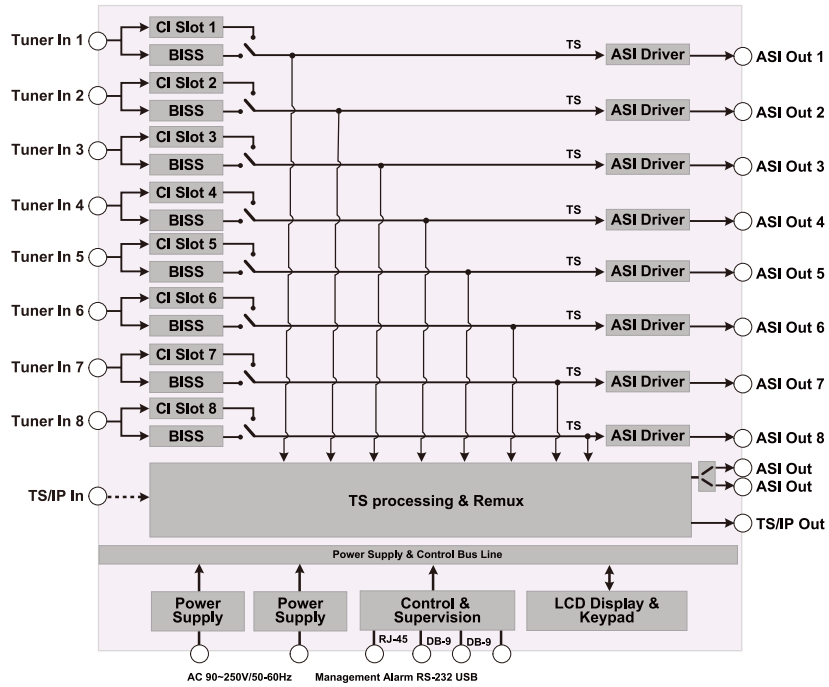 CI Slot 1
Tuner In 1
BISS
TS
ASI Driver
ASI Out 1
CI Slot 2
Tuner In 2
BISS
TS
ASI Driver
ASI Out 2
CI Slot 3
Tuner In 3
BISS
TS
ASI Driver
ASI Out 3
CI Slot 4
Tuner In 4
BISS
TS
ASI Driver
ASI Out 4
CI Slot 5
Tuner In 5
BISS
TS
ASI Driver
ASI Out 5
CI Slot 6
Tuner In 6
BISS
TS
ASI Driver
ASI Out 6
CI Slot 7
Tuner In 7
BISS
TS
ASI Driver
ASI Out 7
CI Slot 8
Tuner In 8
BISS
TS
ASI Driver
ASI Out 8
TS/IP In
TS processing & Remux
ASI Out
ASI Out
TS/IP Out
Power Supply & Control Bus Line
Power
Supply
Power
Supply
Control &
Supervision
LCD Display &
Keypad
RJ-45
DB-9
DB-9
AC 90~250V/50-60Hz
Management Alarm RS-232 USB